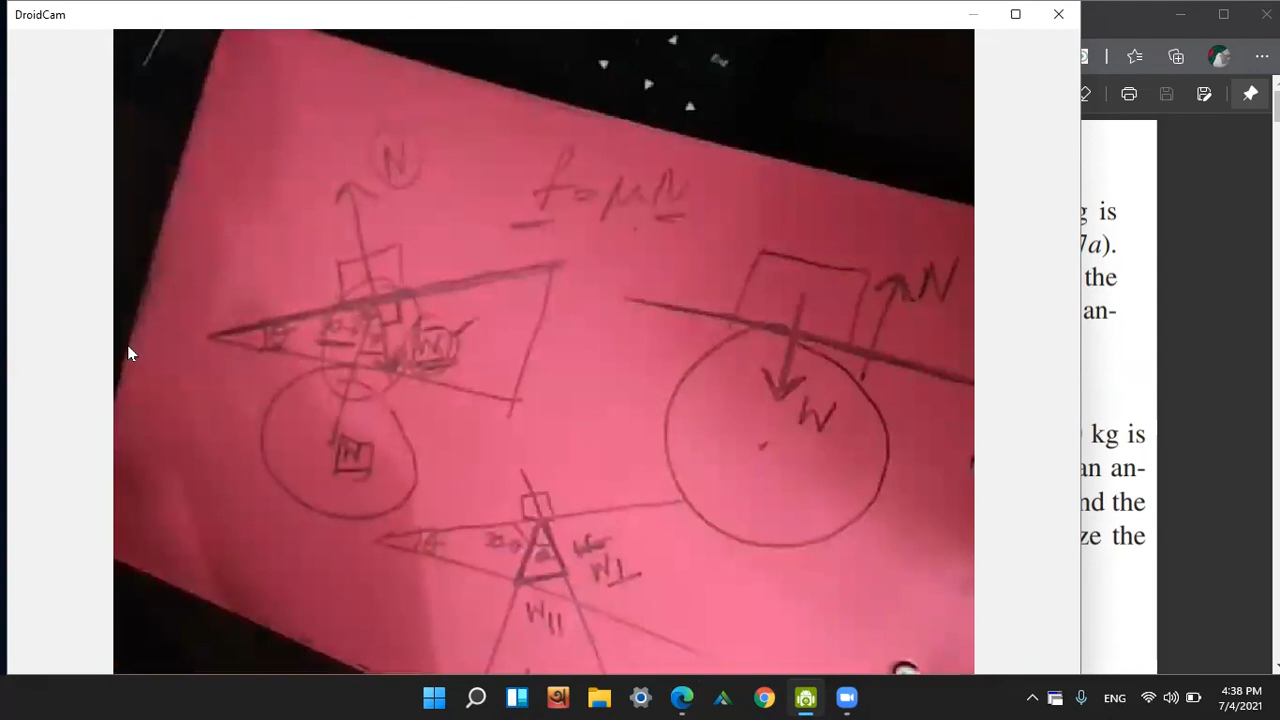 DroidCam
N
f = μN
g is
7a).
the
an-
N
W
N
θ
W⊥
W11
kg is
an an-
nd the
ze the
ENG
4:38 PM
7/4/2021